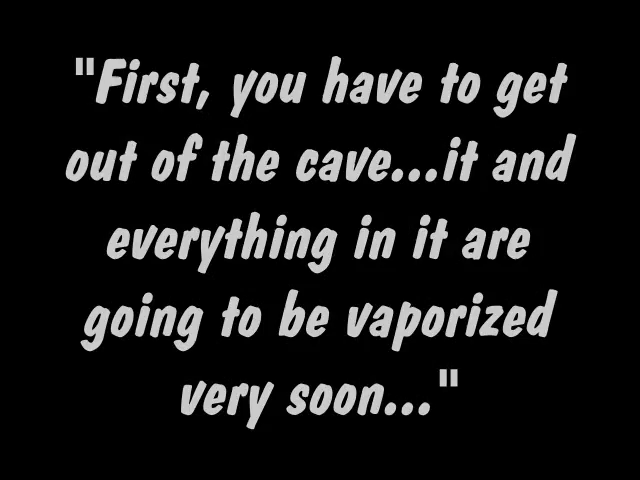 "First, you have to get
out of the cave...it and
everything in it are
going to be vaporized
very soon..."